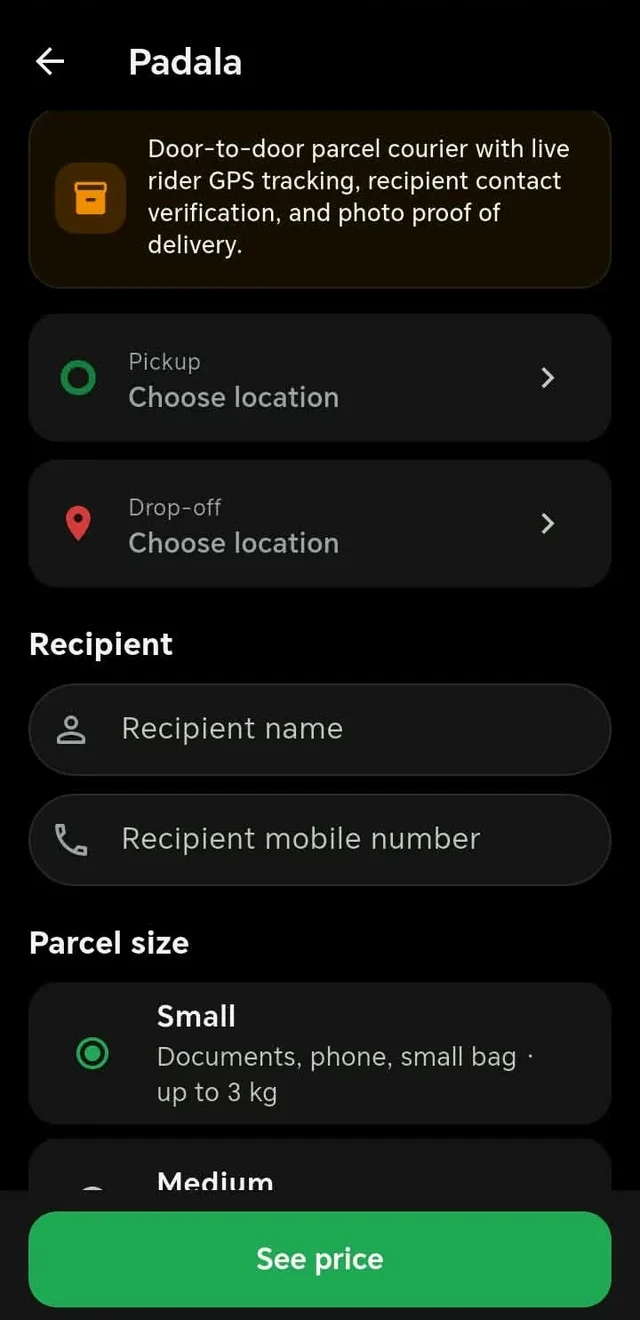 Padala
Door-to-door parcel courier with live
rider GPS tracking, recipient contact
verification, and photo proof of
delivery.
Pickup
Choose location
Drop-off
Choose location
Recipient
Recipient name
Recipient mobile number
Parcel size
Small
Documents, phone, small bag ·
up to 3 kg
Medium
See price